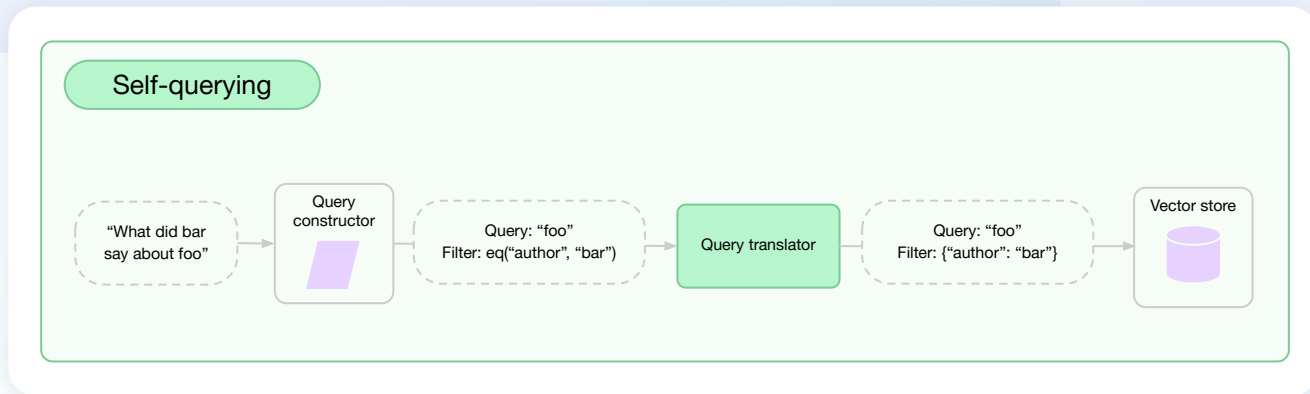 Self-querying
“What did bar
say about foo”
Query
constructor
Query: “foo”
Filter: eq(“author”, “bar”)
Query translator
Query: “foo”
Filter: {“author”: “bar”}
Vector store